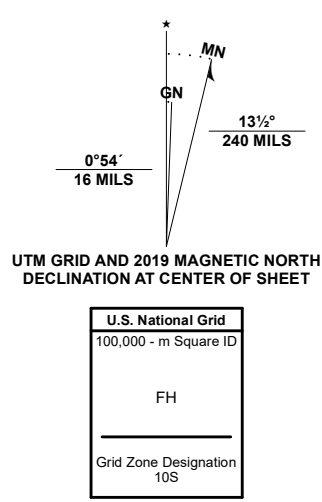 ★
MN
GN
13½°
240 MILS
0°54´
16 MILS
UTM GRID AND 2019 MAGNETIC NORTH
DECLINATION AT CENTER OF SHEET
U.S. National Grid
100,000 - m Square ID
FH
Grid Zone Designation
10S